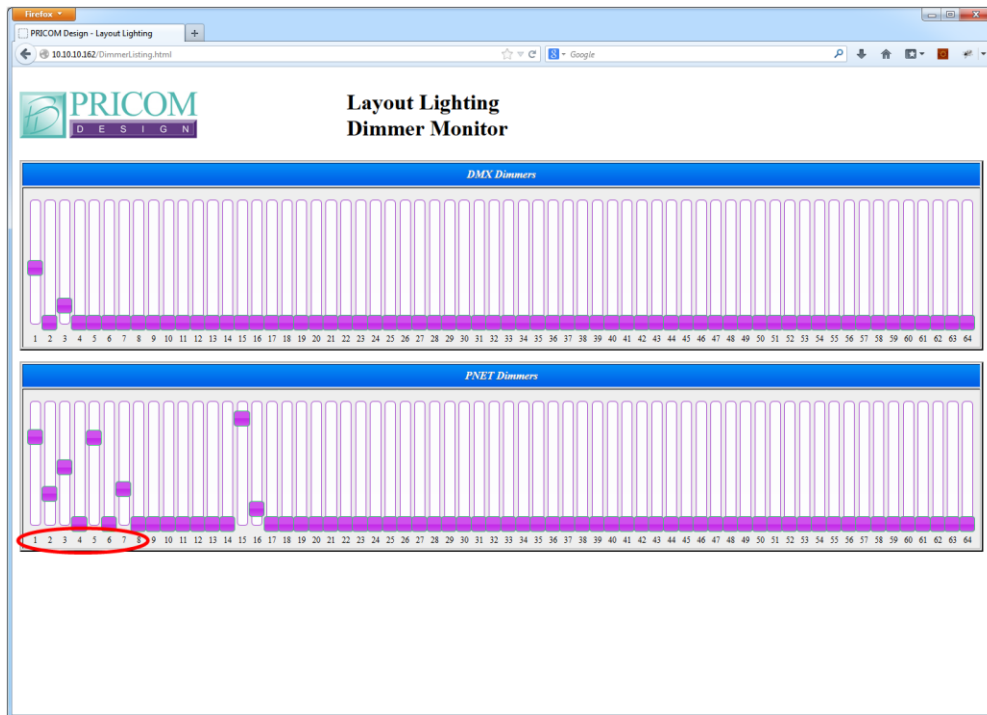 Firefox
PRICOM Design - Layout Lighting
10.10.10.162/DimmerListing.html
Google
PRICOM
DESIGN
Layout Lighting
Dimmer Monitor
DMX Dimmers
1 2 3 4 5 6 7 8 9 10 11 12 13 14 15 16 17 18 19 20 21 22 23 24 25 26 27 28 29 30 31 32 33 34 35 36 37 38 39 40 41 42 43 44 45 46 47 48 49 50 51 52 53 54 55 56 57 58 59 60 61 62 63 64
PNET Dimmers
1 2 3 4 5 6 7 8 9 10 11 12 13 14 15 16 17 18 19 20 21 22 23 24 25 26 27 28 29 30 31 32 33 34 35 36 37 38 39 40 41 42 43 44 45 46 47 48 49 50 51 52 53 54 55 56 57 58 59 60 61 62 63 64